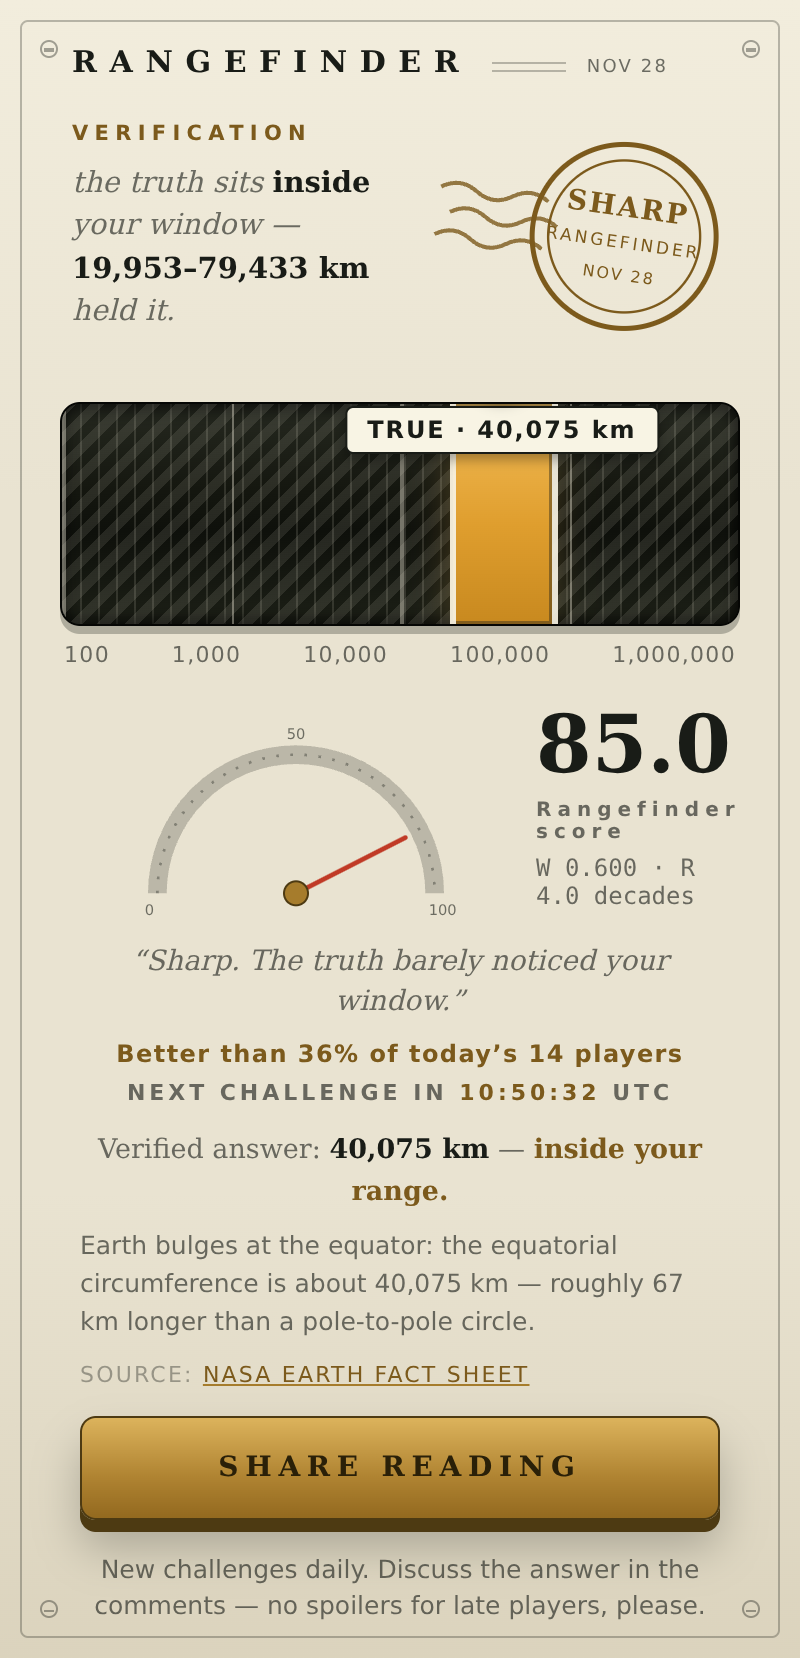 RANGEFINDER NOV 28
VERIFICATION
the truth sits inside
your window —
19,953–79,433 km
held it.
SHARP
RANGEFINDER
NOV 28
TRUE · 40,075 km
100 1,000 10,000 100,000 1,000,000
50
0
100
85.0
Rangefinder
score
W 0.600 · R
4.0 decades
“Sharp. The truth barely noticed your
window.”
Better than 36% of today’s 14 players
NEXT CHALLENGE IN 10:50:32 UTC
Verified answer: 40,075 km — inside your
range.
Earth bulges at the equator: the equatorial
circumference is about 40,075 km — roughly 67
km longer than a pole-to-pole circle.
SOURCE: NASA EARTH FACT SHEET
SHARE READING
New challenges daily. Discuss the answer in the
comments — no spoilers for late players, please.